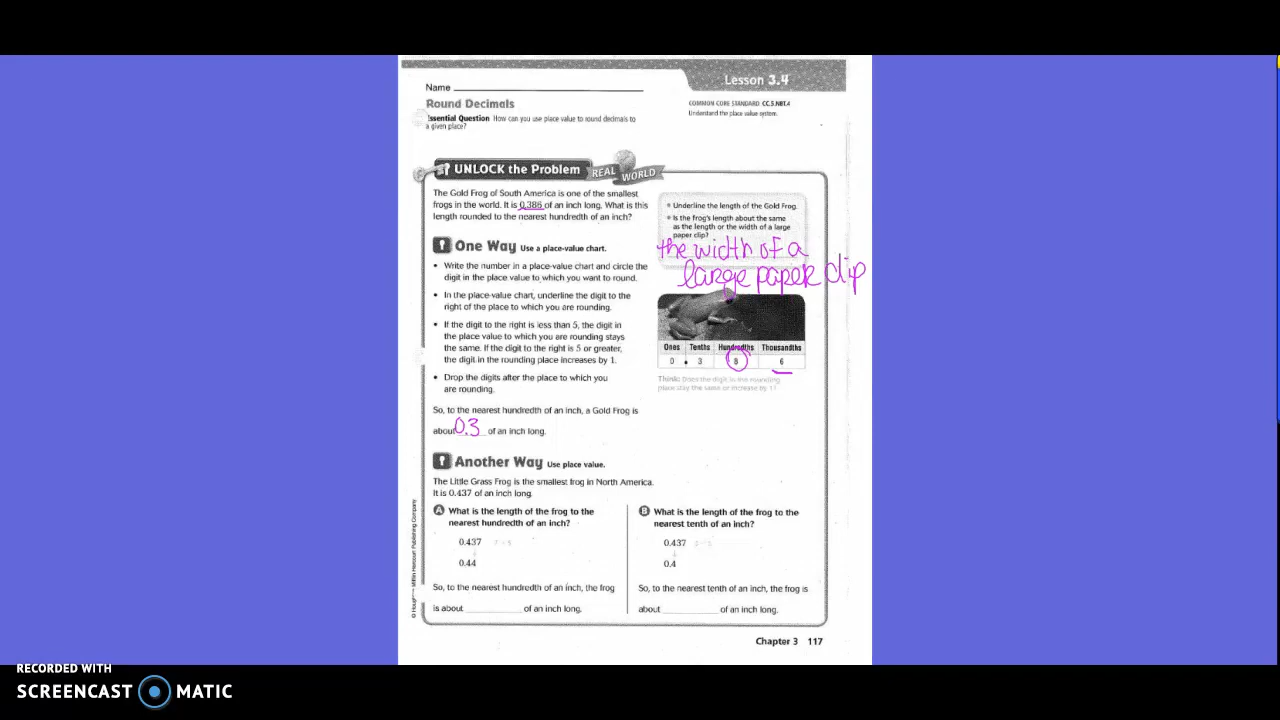 Lesson 3.4
Name
COMMON CORE STANDARD CC.5.NBT.4
Understand the place value system.
Round Decimals
Essential Question How can you use place value to round decimals to
a given place?
UNLOCK the Problem REAL WORLD
The Gold Frog of South America is one of the smallest
frogs in the world. It is 0.386 of an inch long. What is this
length rounded to the nearest hundredth of an inch?
• Underline the length of the Gold Frog.
• Is the frog's length about the same
as the length or the width of a large
paper clip?
the width of a
large paper clip
One Way Use a place-value chart.
• Write the number in a place-value chart and circle the
digit in the place value to which you want to round.
• In the place-value chart, underline the digit to the
right of the place to which you are rounding.
• If the digit to the right is less than 5, the digit in
the place value to which you are rounding stays
the same. If the digit to the right is 5 or greater,
the digit in the rounding place increases by 1.
• Drop the digits after the place to which you
are rounding.
Ones Tenths Hundredths Thousandths
0 . 3 8 6
Think: Does the digit in the rounding
place stay the same or increase by 1?
So, to the nearest hundredth of an inch, a Gold Frog is
about 0.3 of an inch long.
Another Way Use place value.
The Little Grass Frog is the smallest frog in North America.
It is 0.437 of an inch long.
A What is the length of the frog to the
nearest hundredth of an inch?
0.437
0.44
So, to the nearest hundredth of an inch, the frog
is about of an inch long.
B What is the length of the frog to the
nearest tenth of an inch?
0.437
0.4
So, to the nearest tenth of an inch, the frog is
about of an inch long.
Chapter 3 117
RECORDED WITH
SCREENCAST MATIC